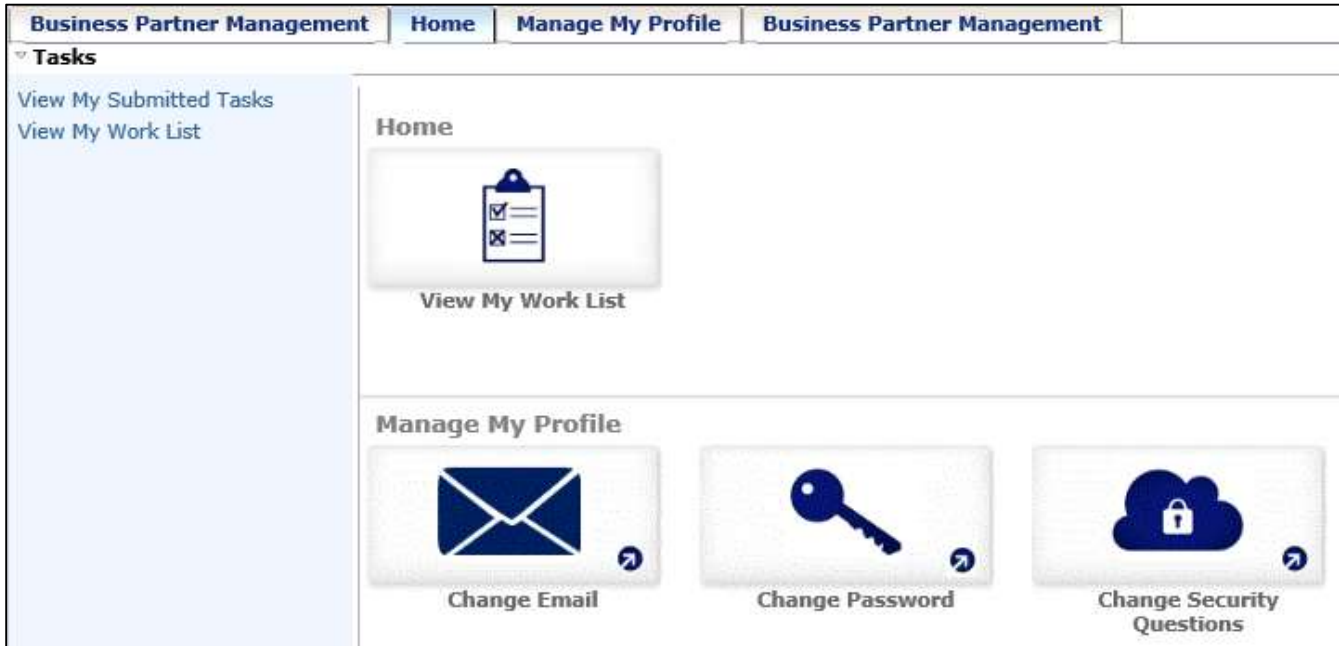 Business Partner Management Home Manage My Profile Business Partner Management
Tasks
View My Submitted Tasks
View My Work List
Home
View My Work List
Manage My Profile
Change Email
Change Password
Change Security
Questions